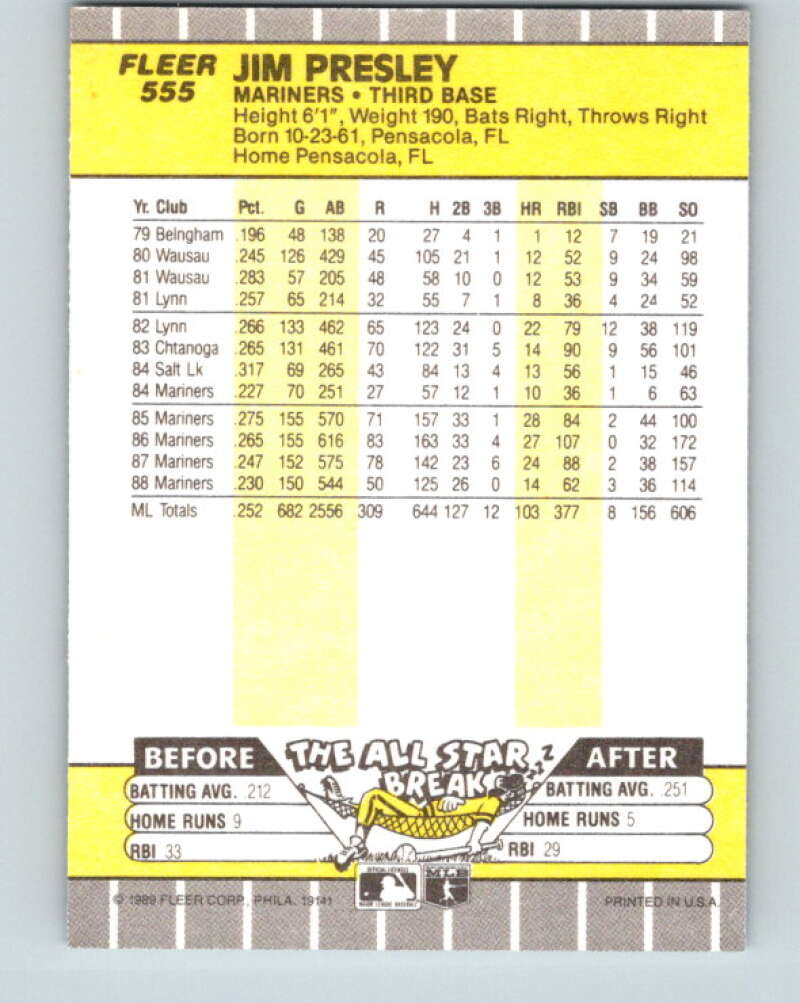 FLEER 555
JIM PRESLEY
MARINERS • THIRD BASE
Height 6'1", Weight 190, Bats Right, Throws Right
Born 10-23-61, Pensacola, FL
Home Pensacola, FL
Yr. Club Pct. G AB R H 2B 3B HR RBI SB BB SO
79 Belngham .196 48 138 20 27 4 1 1 12 7 19 21
80 Wausau .245 126 429 45 105 21 1 12 52 9 24 98
81 Wausau .283 57 205 48 58 10 0 12 53 9 34 59
81 Lynn .257 65 214 32 55 7 1 8 36 4 24 52
82 Lynn .266 133 462 65 123 24 0 22 79 12 38 119
83 Chtanoga .265 131 461 70 122 31 5 14 90 9 56 101
84 Salt Lk .317 69 265 43 84 13 4 13 56 1 15 46
84 Mariners .227 70 251 27 57 12 1 10 36 1 6 63
85 Mariners .275 155 570 71 157 33 1 28 84 2 44 100
86 Mariners .265 155 616 83 163 33 4 27 107 0 32 172
87 Mariners .247 152 575 78 142 23 6 24 88 2 38 157
88 Mariners .230 150 544 50 125 26 0 14 62 3 36 114
ML Totals .252 682 2556 309 644 127 12 103 377 8 156 606
BEFORE THE ALL STAR BREAK ZZZ AFTER
BATTING AVG. .212 BATTING AVG. .251
HOME RUNS 9 HOME RUNS 5
RBI 33 RBI 29
MAJOR LEAGUE BASEBALL MLB
© 1989 FLEER CORP., PHILA. 19141 PRINTED IN U.S.A.